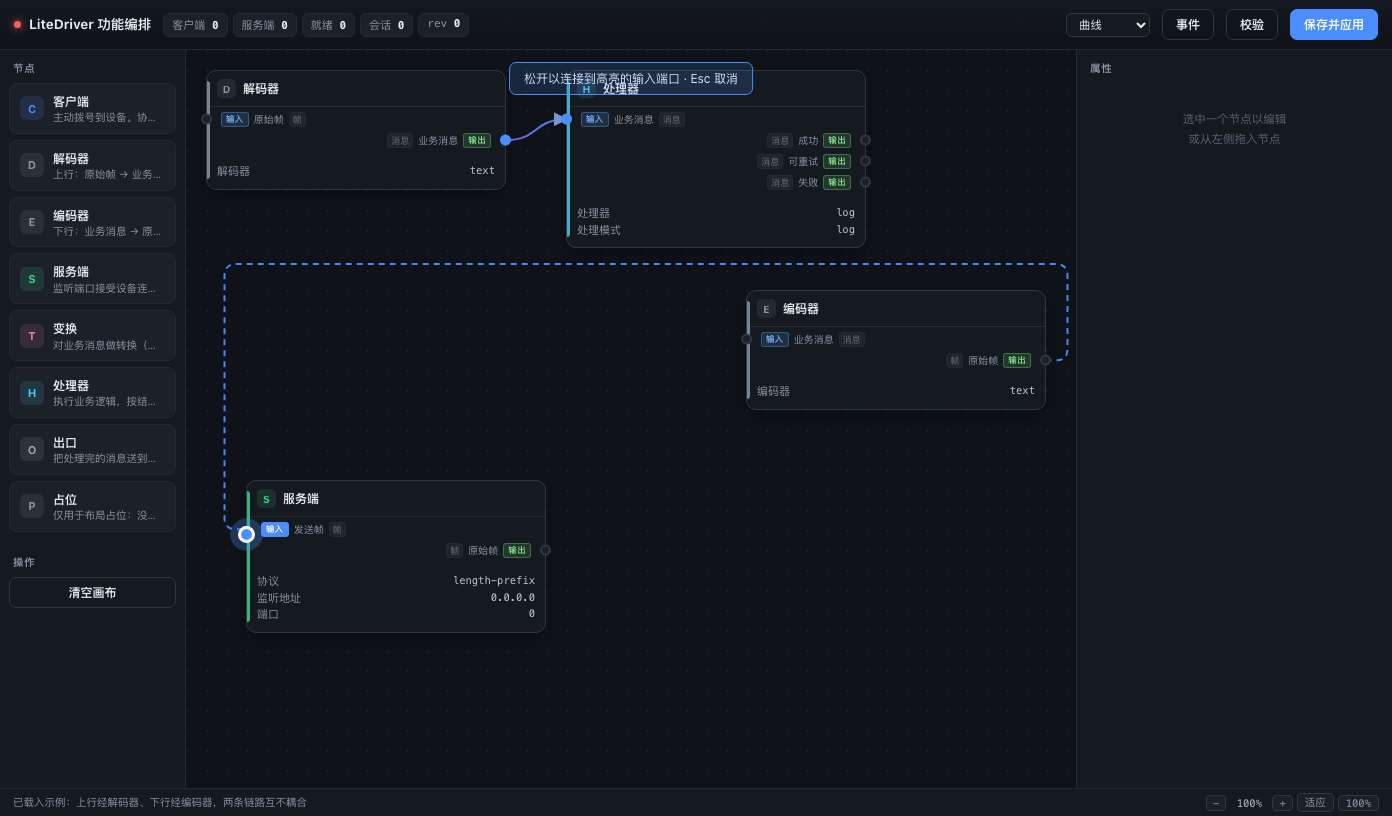 LiteDriver 功能编排
客户端 0
服务端 0
就绪 0
会话 0
rev 0
曲线
事件
校验
保存并应用
节点
C
客户端
主动拨号到设备。协…
D
解码器
上行：原始帧 → 业务…
E
编码器
下行：业务消息 → 原…
S
服务端
监听端口接受设备连…
T
变换
对业务消息做转换（…
H
处理器
执行业务逻辑，按结…
O
出口
把处理完的消息送到…
P
占位
仅用于布局占位：没…
操作
清空画布
松开以连接到高亮的输入端口 · Esc 取消
D 解码器
输入 原始帧 帧
消息 业务消息 输出
解码器 text
H 处理器
输入 业务消息 消息
消息 成功 输出
消息 可重试 输出
消息 失败 输出
处理器 log
处理模式 log
E 编码器
输入 业务消息 消息
帧 原始帧 输出
编码器 text
S 服务端
输入 发送帧 帧
帧 原始帧 输出
协议 length-prefix
监听地址 0.0.0.0
端口 0
属性
选中一个节点以编辑
或从左侧拖入节点
已载入示例：上行经解码器、下行经编码器，两条链路互不耦合
− 100% + 适应 100%